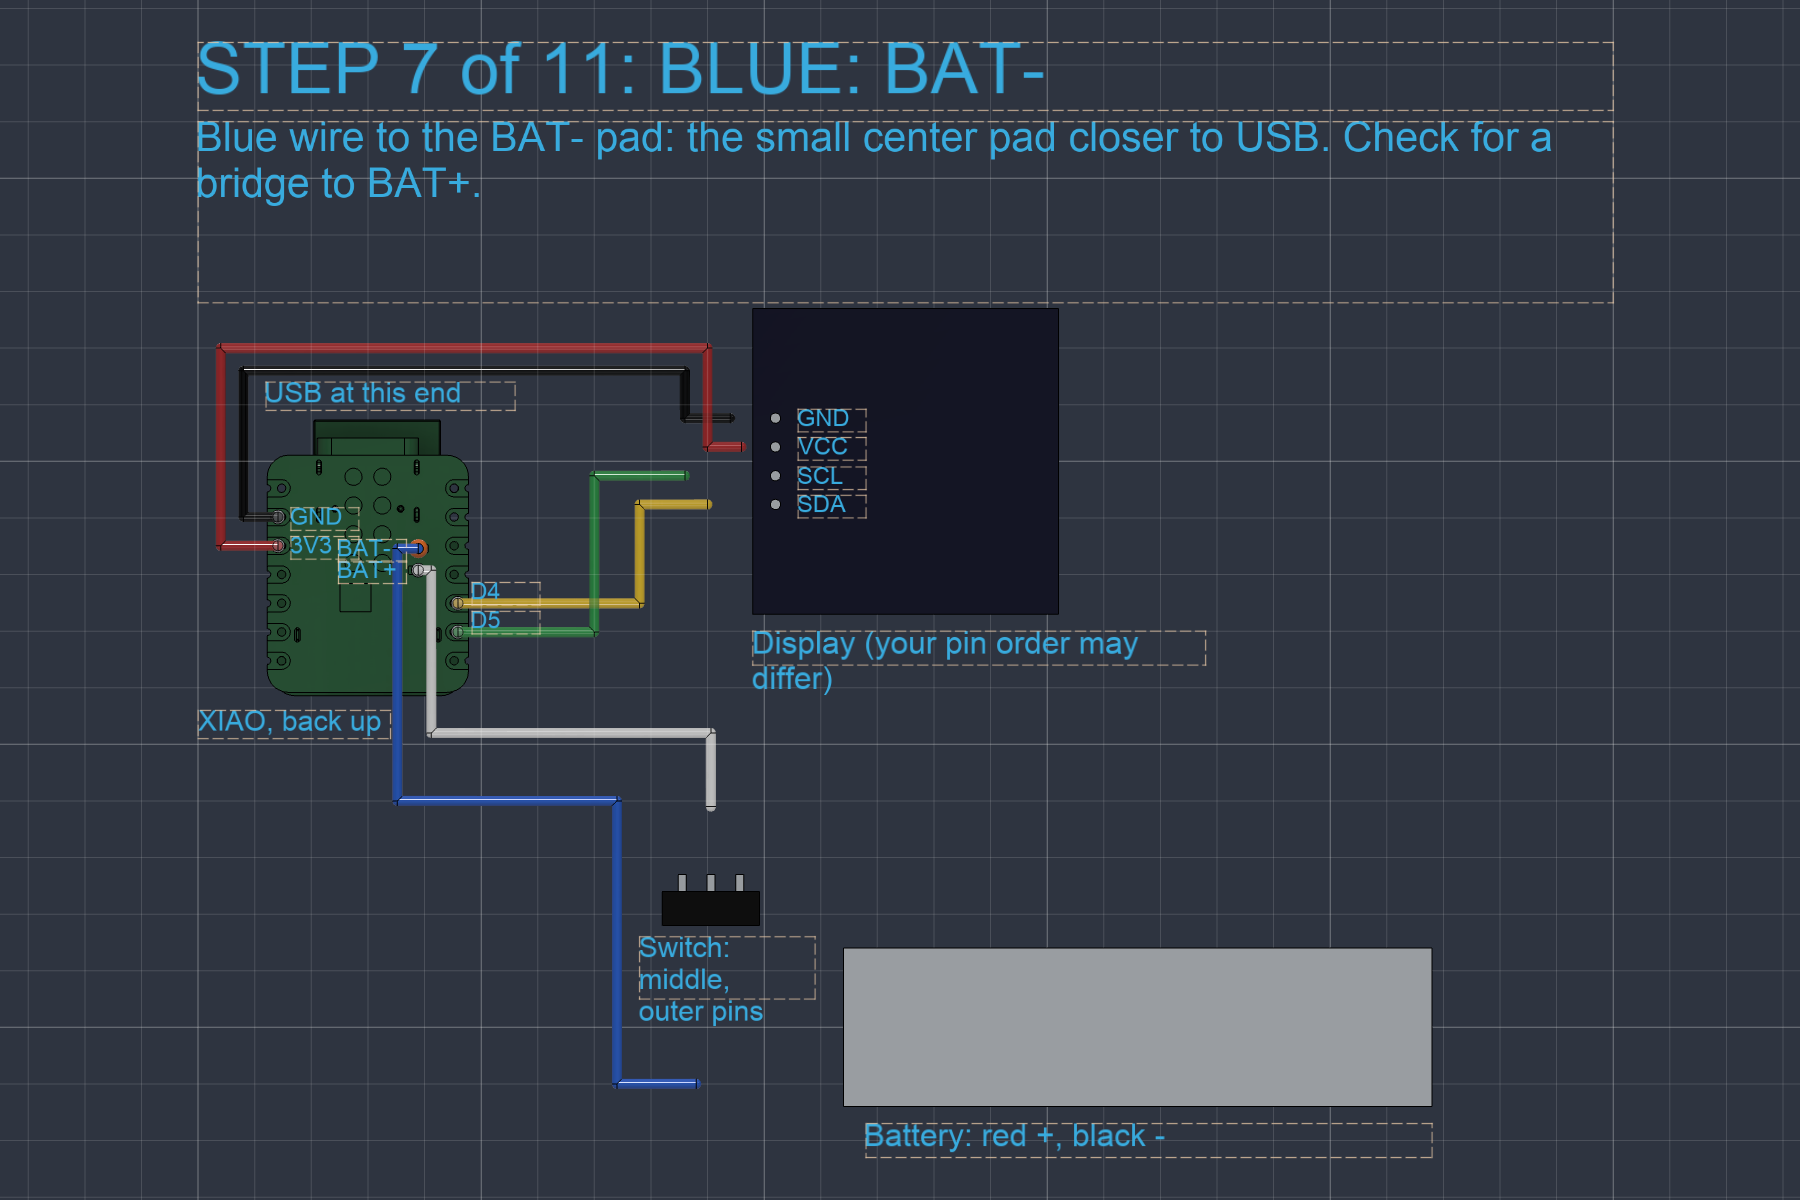 STEP 7 of 11: BLUE: BAT-
Blue wire to the BAT- pad: the small center pad closer to USB. Check for a
bridge to BAT+.
USB at this end
GND
VCC
SCL
SDA
GND
3V3
BAT-
BAT+
D4
D5
Display (your pin order may
differ)
XIAO, back up
Switch:
middle,
outer pins
Battery: red +, black -